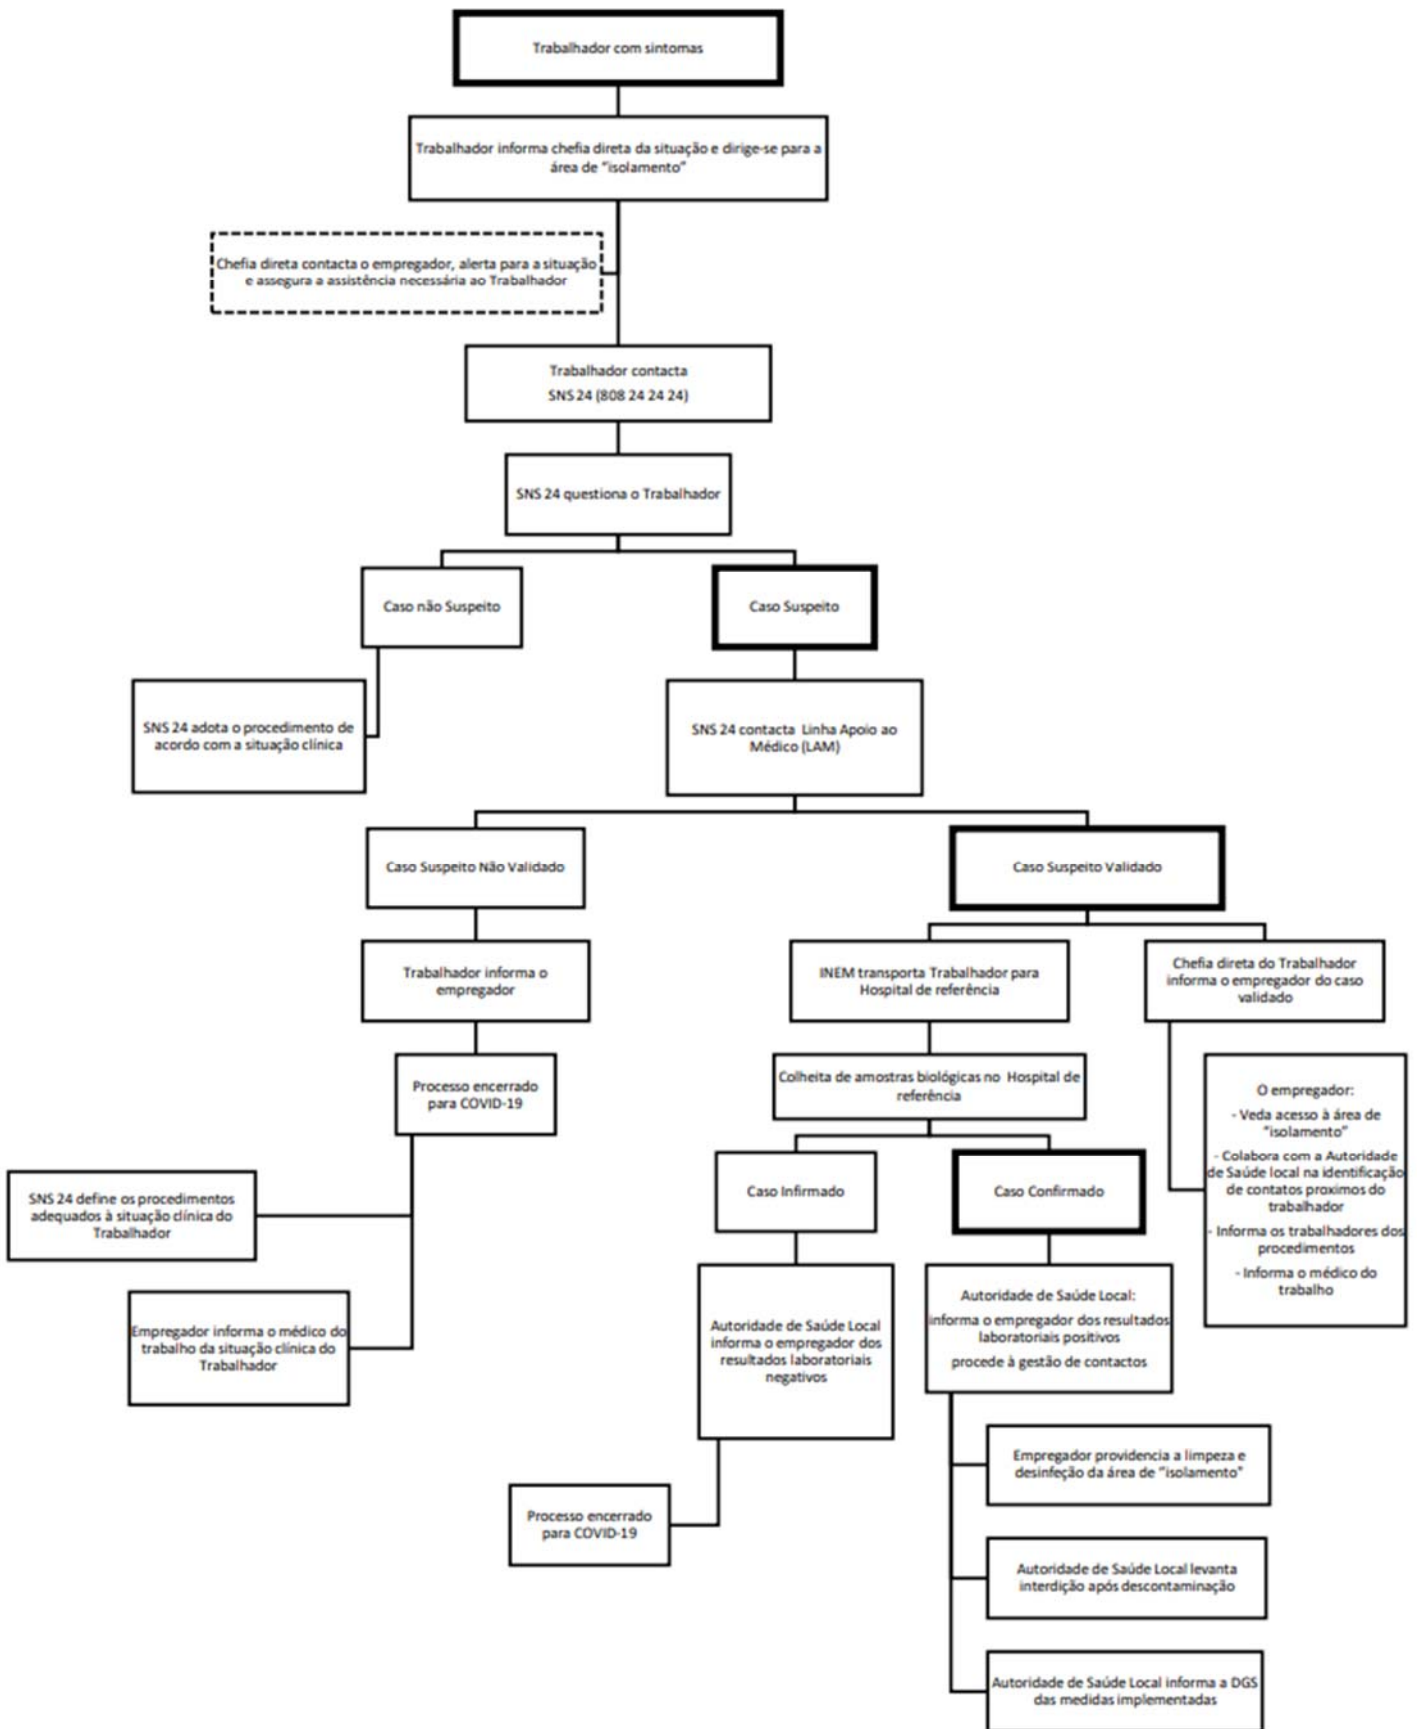 Trabalhador com sintomas
Trabalhador informa chefia direta da situação e dirige-se para a
área de “isolamento”
Chefia direta contacta o empregador, alerta para a situação
e assegura a assistência necessária ao Trabalhador
Trabalhador contacta
SNS 24 (808 24 24 24)
SNS 24 questiona o Trabalhador
Caso não Suspeito
Caso Suspeito
SNS 24 adota o procedimento de
acordo com a situação clínica
SNS 24 contacta Linha Apoio ao
Médico (LAM)
Caso Suspeito Não Validado
Caso Suspeito Validado
Trabalhador informa o
empregador
INEM transporta Trabalhador para
Hospital de referência
Chefia direta do Trabalhador
informa o empregador do caso
validado
Processo encerrado
para COVID-19
Colheita de amostras biológicas no Hospital de
referência
O empregador:
- Veda acesso à área de
“isolamento”
- Colabora com a Autoridade
de Saúde local na identificação
de contatos proximos do
trabalhador
- Informa os trabalhadores dos
procedimentos
- Informa o médico do
trabalho
SNS 24 define os procedimentos
adequados à situação clínica do
Trabalhador
Caso Infirmado
Caso Confirmado
Empregador informa o médico do
trabalho da situação clínica do
Trabalhador
Autoridade de Saúde Local
informa o empregador dos
resultados laboratoriais
negativos
Autoridade de Saúde Local:
informa o empregador dos resultados
laboratoriais positivos
procede à gestão de contactos
Processo encerrado
para COVID-19
Empregador providencia a limpeza e
desinfeção da área de “isolamento”
Autoridade de Saúde Local levanta
interdição após descontaminação
Autoridade de Saúde Local informa a DGS
das medidas implementadas